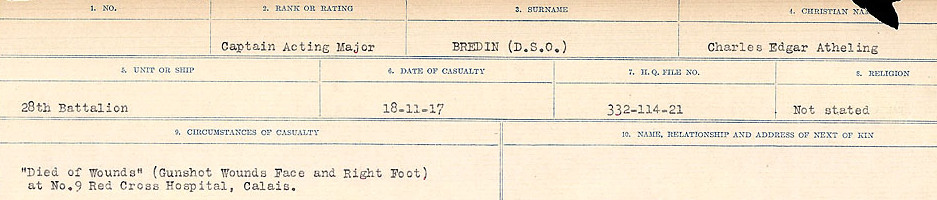 1. NO. 2. RANK OR RATING 3. SURNAME 4. CHRISTIAN
Captain Acting Major BREDIN (D.S.O.) Charles Edgar Atheling
5. UNIT OR SHIP 6. DATE OF CASUALTY 7. H. Q. FILE NO. 8. RELIGION
28th Battalion 18-11-17 332-114-21 Not stated
9. CIRCUMSTANCES OF CASUALTY 10. NAME, RELATIONSHIP AND ADDRESS OF NEXT OF KIN
"Died of Wounds" (Gunshot Wounds Face and Right Foot)
at No.9 Red Cross Hospital, Calais.